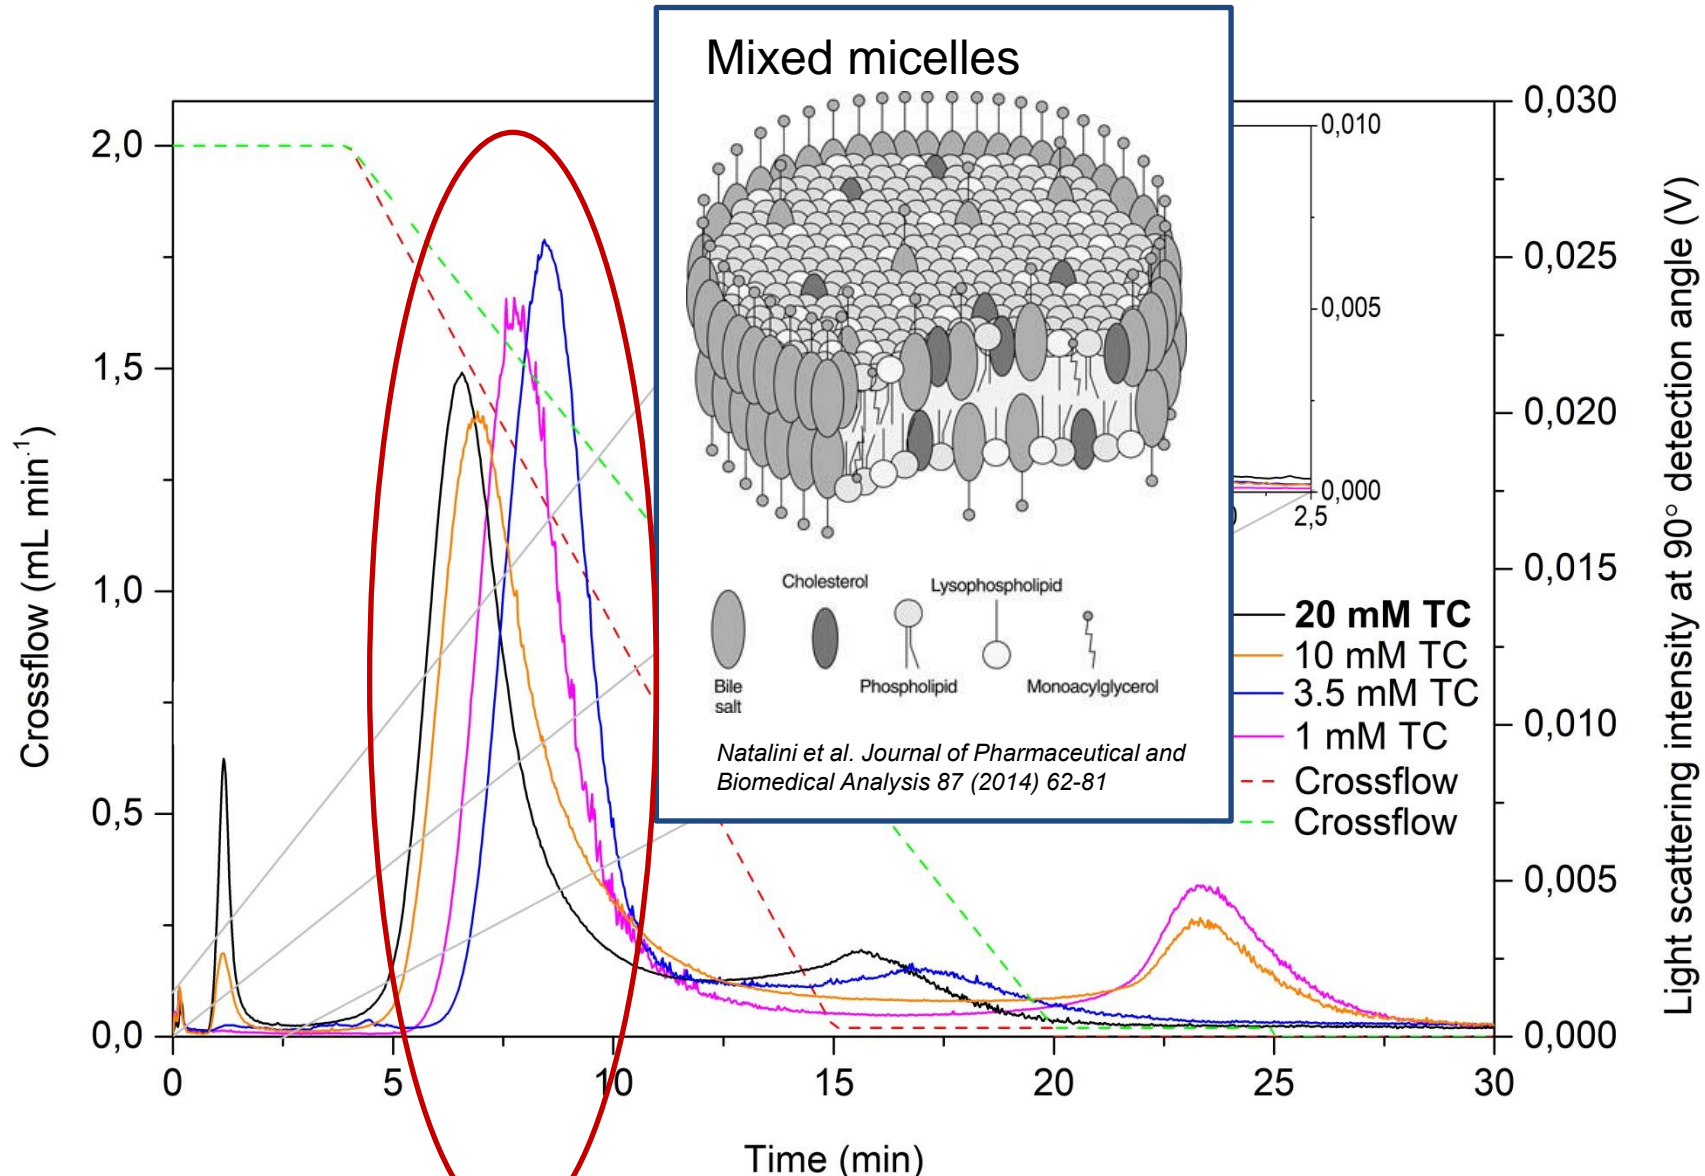 Mixed micelles
Cholesterol
Lysophospholipid
Bile
salt
Phospholipid
Monoacylglycerol
Natalini et al. Journal of Pharmaceutical and
Biomedical Analysis 87 (2014) 62-81
Crossflow (mL min⁻¹)
2,0
1,5
1,0
0,5
0,0
0 5 10 15 20 25 30
Time (min)
0,030
0,025
0,020
0,015
0,010
0,005
0,000
Light scattering intensity at 90° detection angle (V)
0,010
0,005
0,000
2,5
20 mM TC
10 mM TC
3.5 mM TC
1 mM TC
Crossflow
Crossflow